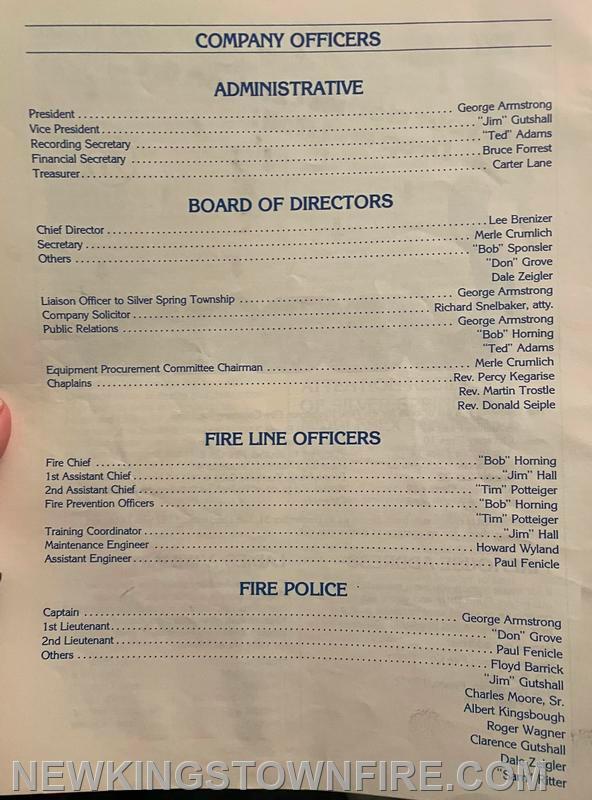 COMPANY OFFICERS
ADMINISTRATIVE
President ........ George Armstrong
Vice President ........ "Jim" Gutshall
Recording Secretary ........ "Ted" Adams
Financial Secretary ........ Bruce Forrest
Treasurer ........ Carter Lane
BOARD OF DIRECTORS
Chief Director ........ Lee Brenizer
Secretary ........ Merle Crumlich
Others ........ "Bob" Sponsler
"Don" Grove
Dale Zeigler
Liaison Officer to Silver Spring Township ........ George Armstrong
Company Solicitor ........ Richard Snelbaker, atty.
Public Relations ........ George Armstrong
"Bob" Horning
"Ted" Adams
Equipment Procurement Committee Chairman ........ Merle Crumlich
Chaplains ........ Rev. Percy Kegarise
Rev. Martin Trostle
Rev. Donald Seiple
FIRE LINE OFFICERS
Fire Chief ........ "Bob" Horning
1st Assistant Chief ........ "Jim" Hall
2nd Assistant Chief ........ "Tim" Potteiger
Fire Prevention Officers ........ "Bob" Horning
"Tim" Potteiger
Training Coordinator ........ "Jim" Hall
Maintenance Engineer ........ Howard Wyland
Assistant Engineer ........ Paul Fenicle
FIRE POLICE
Captain ........ George Armstrong
1st Lieutenant ........ "Don" Grove
2nd Lieutenant ........ Paul Fenicle
Others ........ Floyd Barrick
"Jim" Gutshall
Charles Moore, Sr.
Albert Kingsbough
Roger Wagner
Clarence Gutshall
Dale Zeigler
"Sam" Ritter
NEWKINGSTOWNFIRE.COM